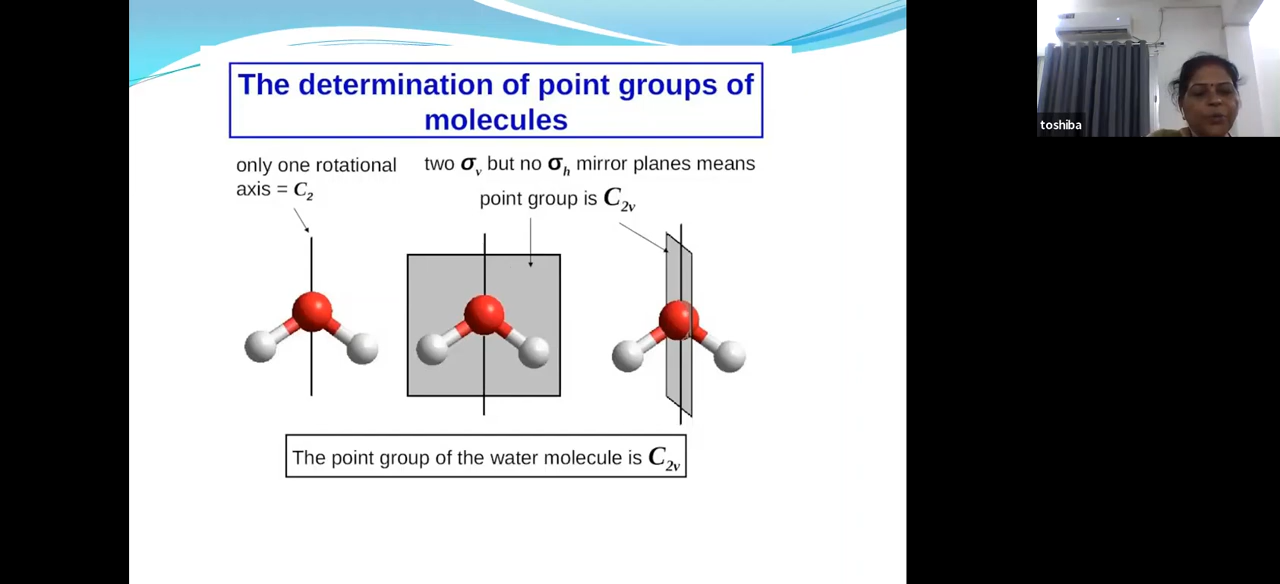 The determination of point groups of
molecules
only one rotational
axis = C₂
two σᵥ but no σₕ mirror planes means
point group is C₂ᵥ
The point group of the water molecule is C₂ᵥ
toshiba